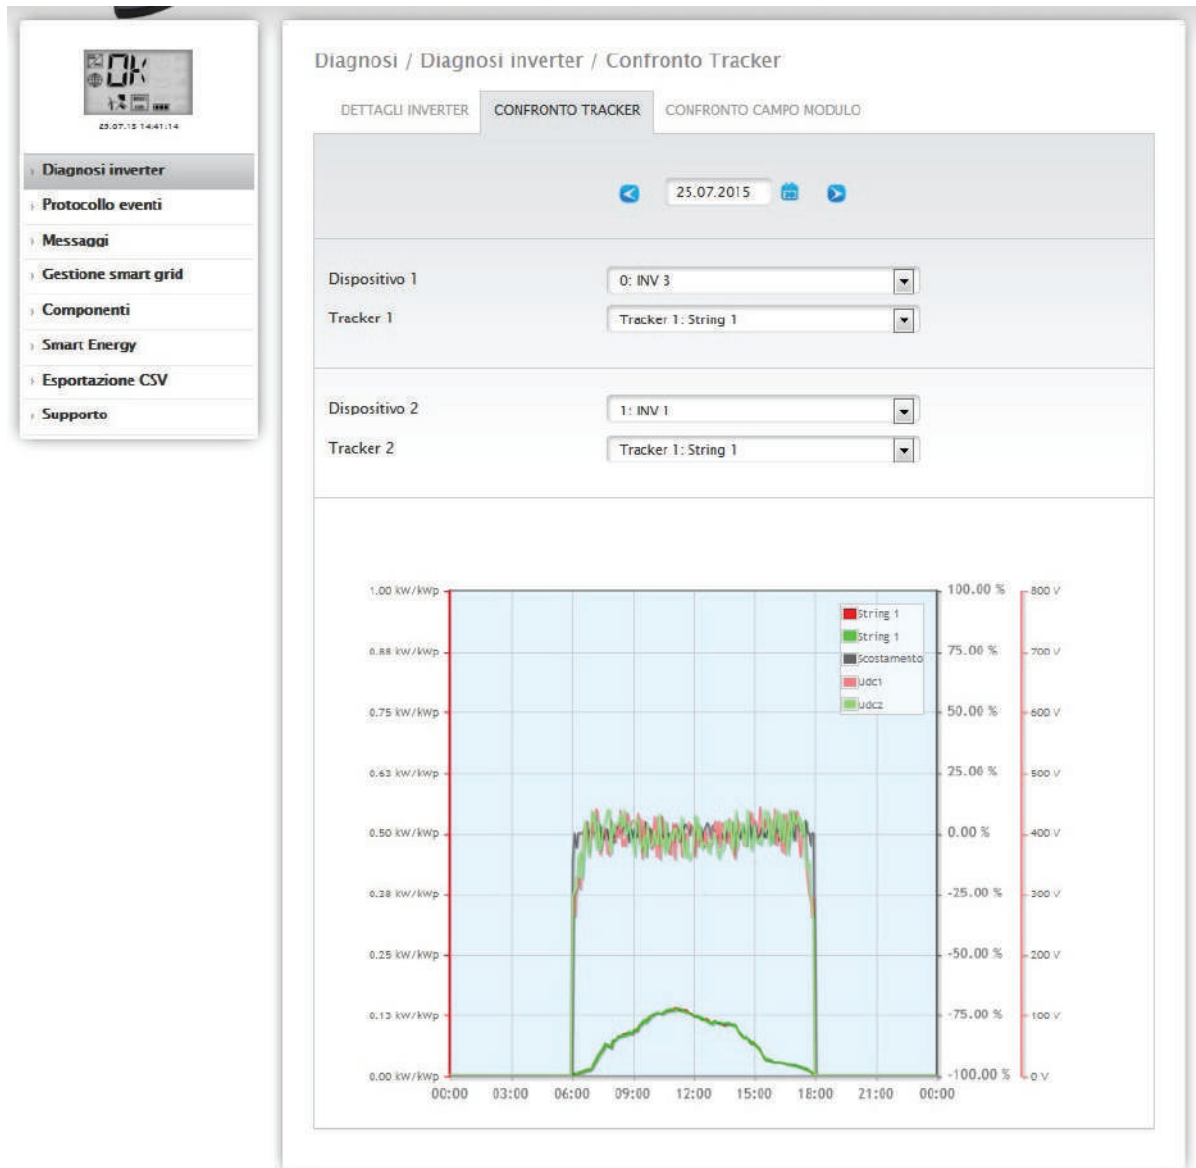 OK
25.07.15 14:41:14
Diagnosi inverter
Protocollo eventi
Messaggi
Gestione smart grid
Componenti
Smart Energy
Esportazione CSV
Supporto
Diagnosi / Diagnosi inverter / Confronto Tracker
DETTAGLI INVERTER CONFRONTO TRACKER CONFRONTO CAMPO MODULO
25.07.2015
Dispositivo 1 0: INV 3
Tracker 1 Tracker 1: String 1
Dispositivo 2 1: INV 1
Tracker 2 Tracker 1: String 1
1.00 kW/kWp 100.00 % 800 V
String 1
String 1
0.88 kW/kWp Scostamento 75.00 % 700 V
udc1
udc2
0.75 kW/kWp 50.00 % 600 V
0.63 kW/kWp 25.00 % 500 V
0.50 kW/kWp 0.00 % 400 V
0.38 kW/kWp -25.00 % 300 V
0.25 kW/kWp -50.00 % 200 V
0.13 kW/kWp -75.00 % 100 V
0.00 kW/kWp -100.00 % 0 V
00:00 03:00 06:00 09:00 12:00 15:00 18:00 21:00 00:00